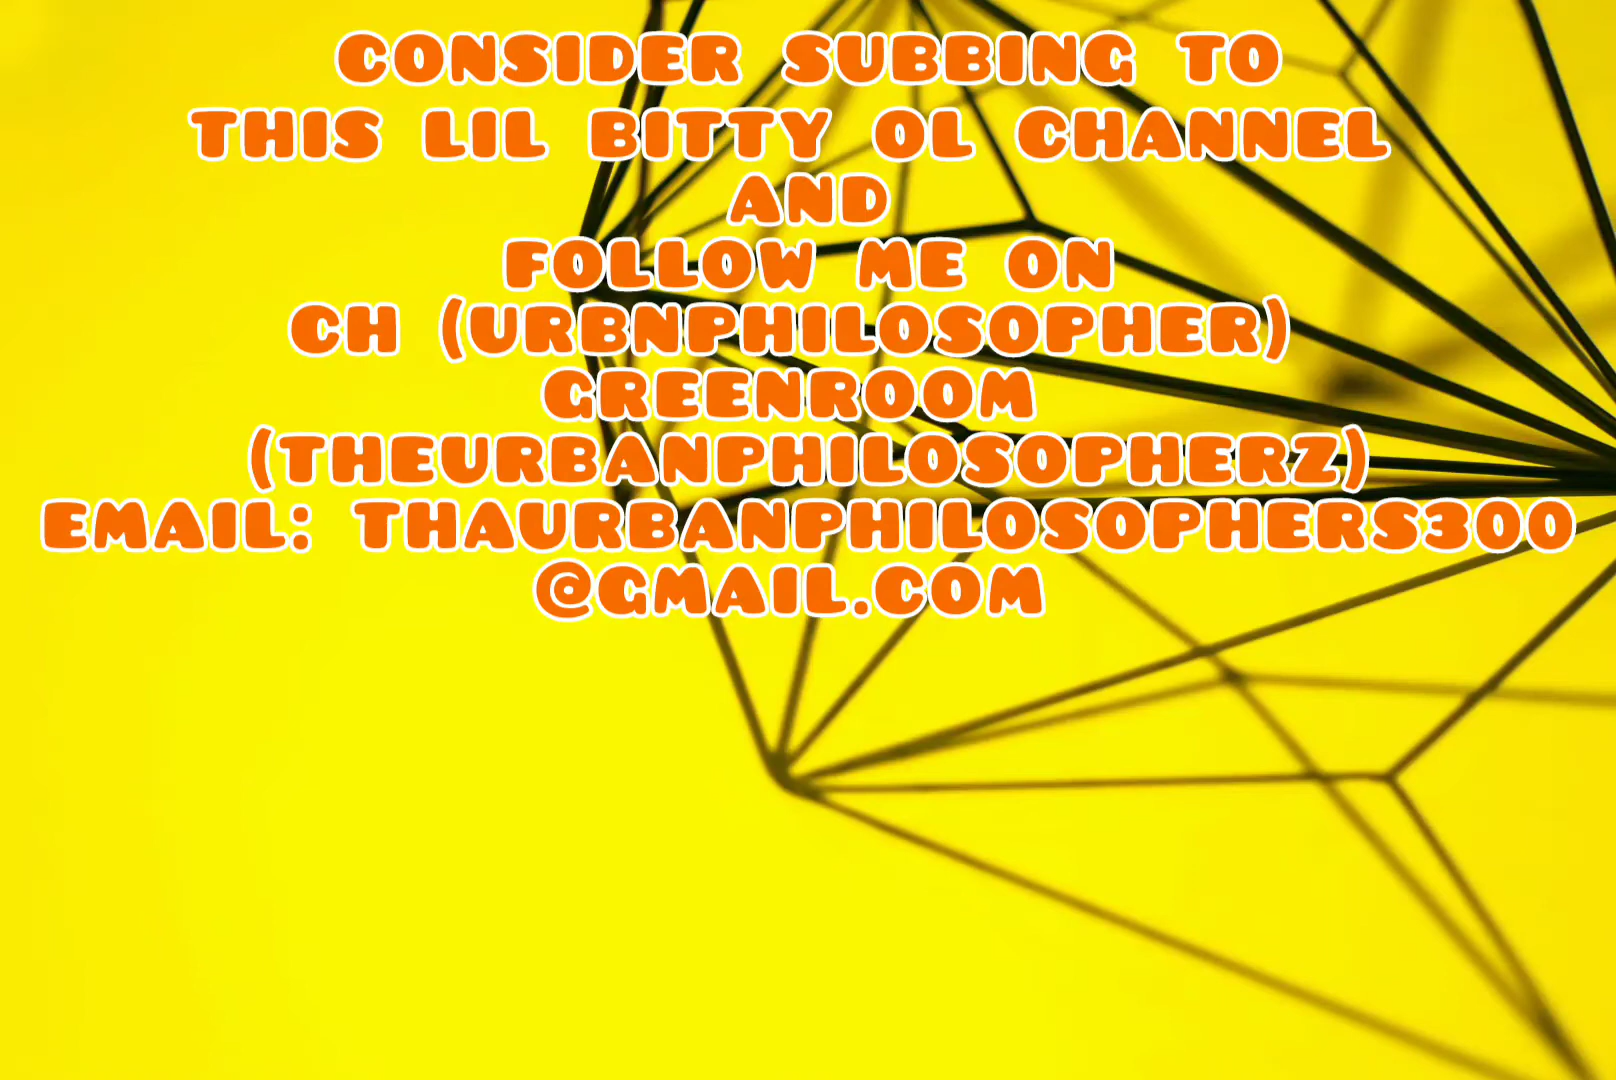 CONSIDER SUBBING TO
THIS LIL BITTY OL CHANNEL
AND
FOLLOW ME ON
CH (URBNPHILOSOPHER)
GREENROOM
(THEURBANPHILOSOPHERZ)
EMAIL: THAURBANPHILOSOPHERS300
@GMAIL.COM